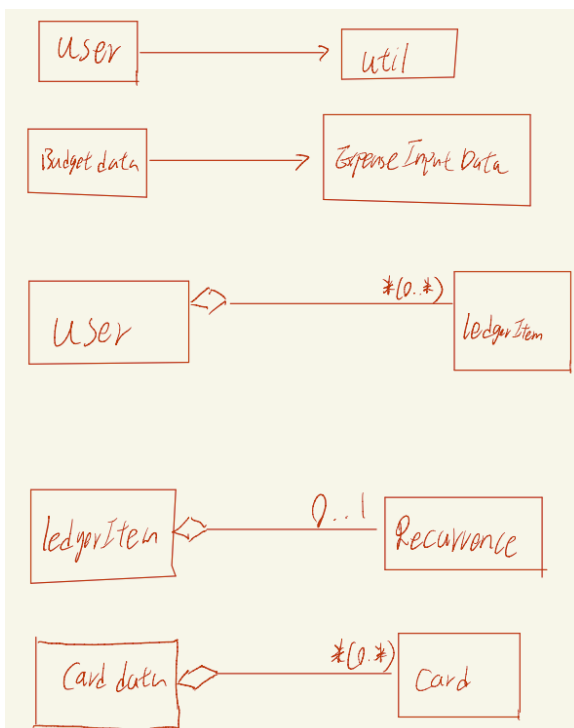 User
util
Budget data
Expense Input Data
*(0..*)
User
ledgerItem
0..1
ledgerItem
Recurrence
*(0..*)
Card data
Card